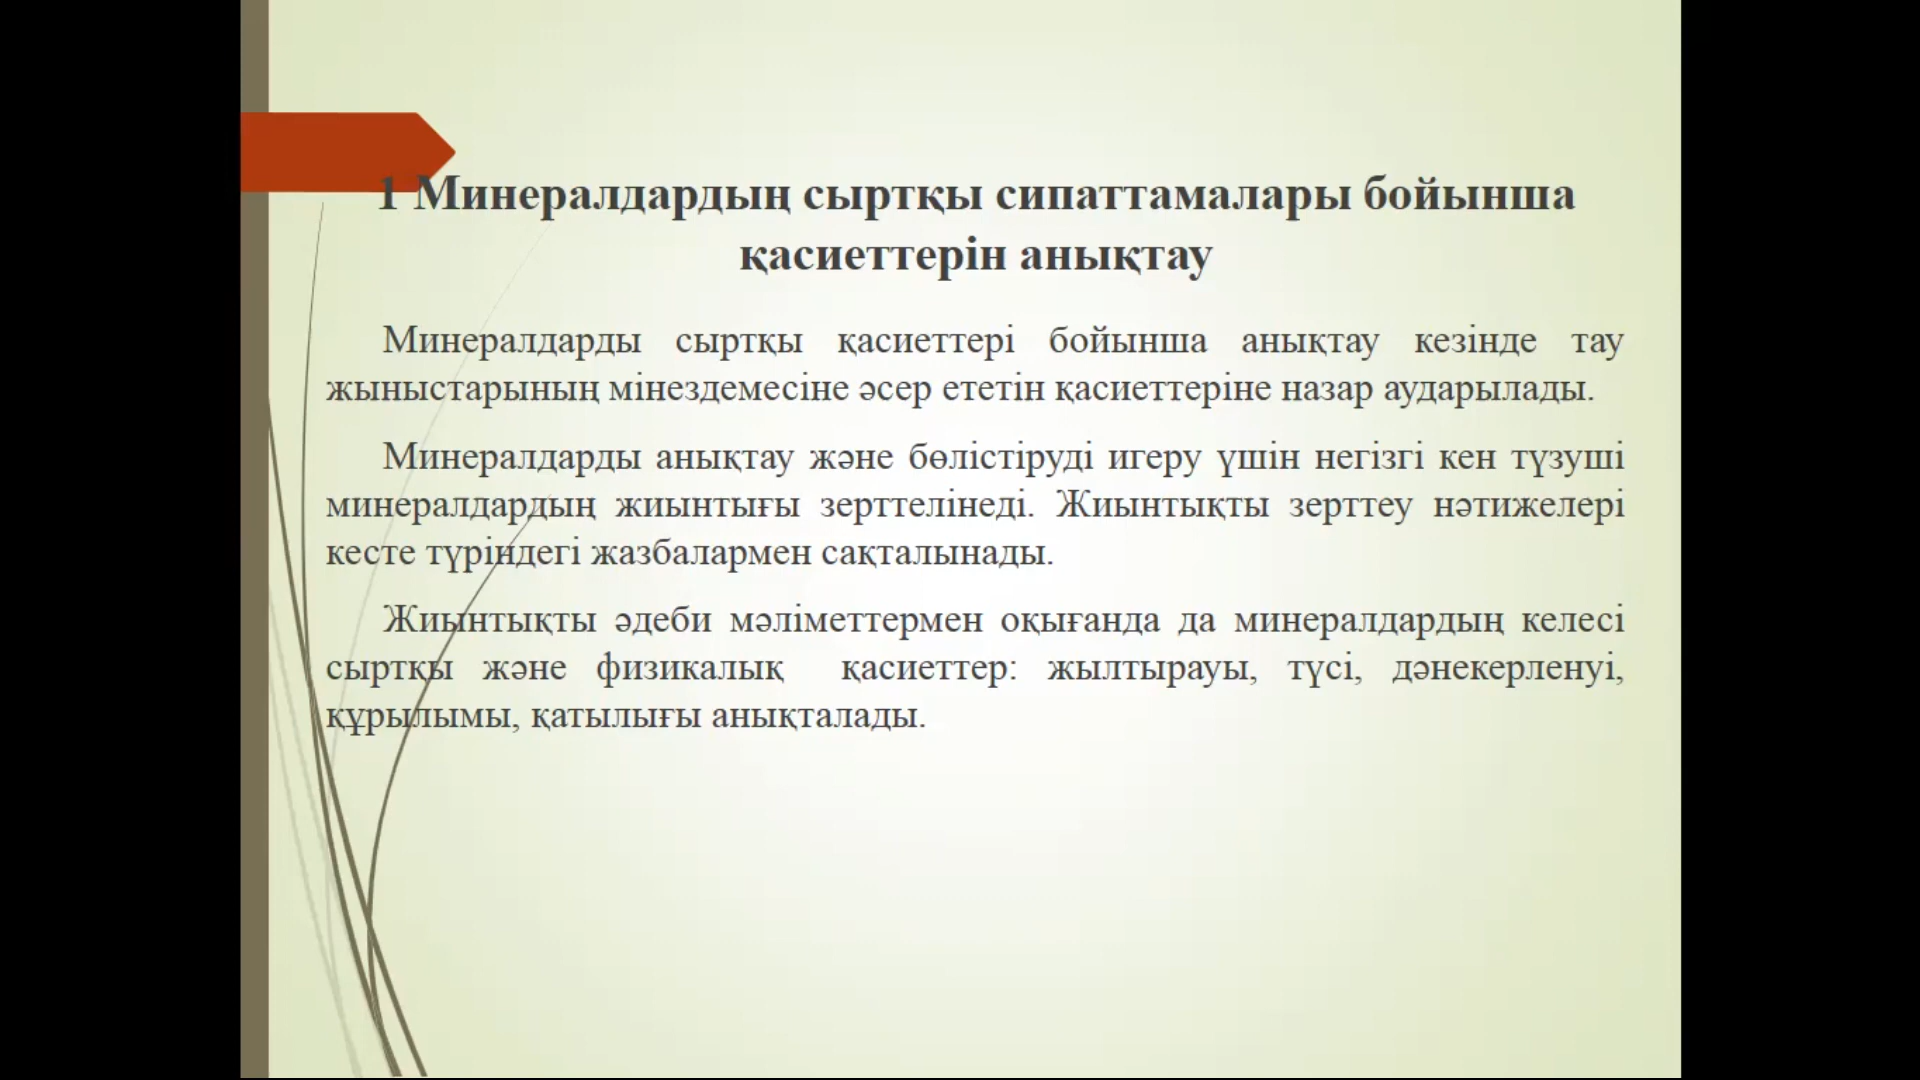 1 Минералдардың сыртқы сипаттамалары бойынша
қасиеттерін анықтау
Минералдарды сыртқы қасиеттері бойынша анықтау кезінде тау
жыныстарының мінездемесіне әсер ететін қасиеттеріне назар аударылады.
Минералдарды анықтау және бөлістіруді игеру үшін негізгі кен түзуші
минералдардың жиынтығы зерттелінеді. Жиынтықты зерттеу нәтижелері
кесте түріндегі жазбалармен сақталынады.
Жиынтықты әдеби мәліметтермен оқығанда да минералдардың келесі
сыртқы және физикалық қасиеттер: жылтырауы, түсі, дәнекерленуі,
құрылымы, қатылығы анықталады.